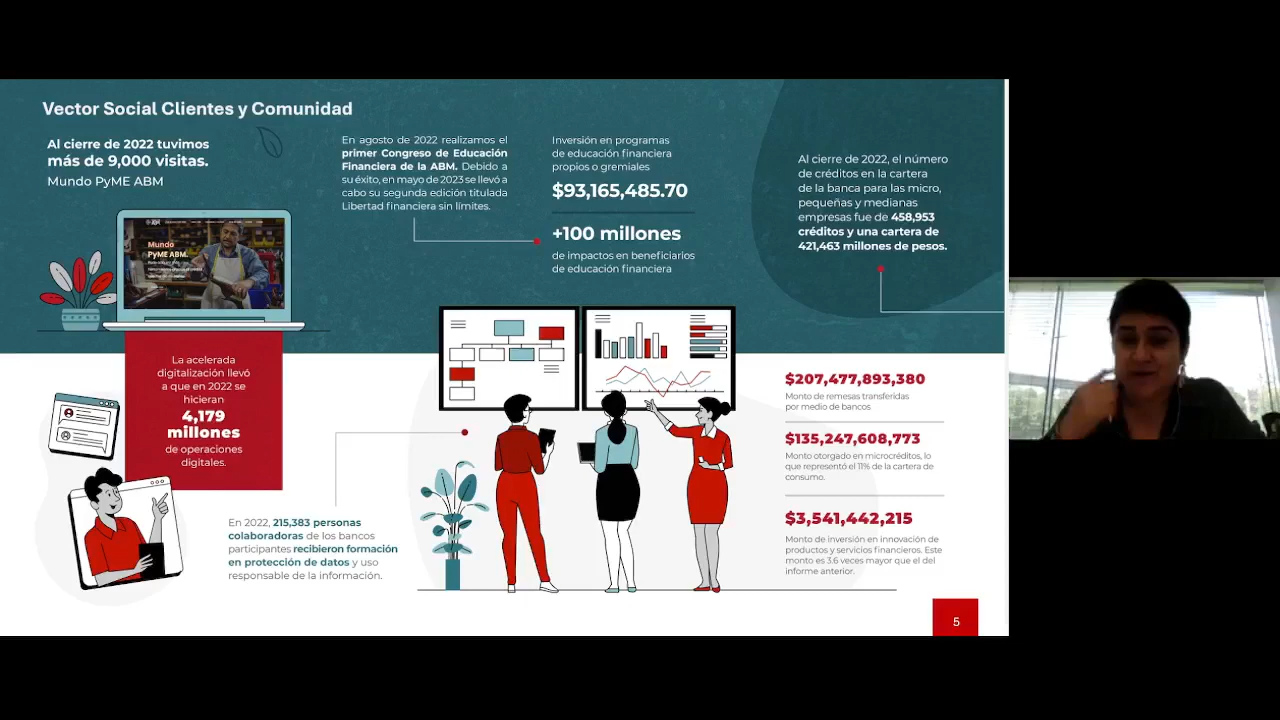 Vector Social Clientes y Comunidad
Al cierre de 2022 tuvimos
más de 9,000 visitas.
Mundo PyME ABM
Mundo
PyME ABM.
La acelerada
digitalización llevó
a que en 2022 se
hicieran
4,179
millones
de operaciones
digitales.
En agosto de 2022 realizamos el
primer Congreso de Educación
Financiera de la ABM. Debido a
su éxito, en mayo de 2023 se llevó a
cabo su segunda edición titulada
Libertad financiera sin límites.
Inversión en programas
de educación financiera
propios o gremiales
$93,165,485.70
+100 millones
de impactos en beneficiarios
de educación financiera
Al cierre de 2022, el número
de créditos en la cartera
de la banca para las micro,
pequeñas y medianas
empresas fue de 458,953
créditos y una cartera de
421,463 millones de pesos.
En 2022, 215,383 personas
colaboradoras de los bancos
participantes recibieron formación
en protección de datos y uso
responsable de la información.
$207,477,893,380
Monto de remesas transferidas
por medio de bancos
$135,247,608,773
Monto otorgado en microcréditos, lo
que representó el 11% de la cartera de
consumo.
$3,541,442,215
Monto de inversión en innovación de
productos y servicios financieros. Este
monto es 3.6 veces mayor que el del
informe anterior.
5